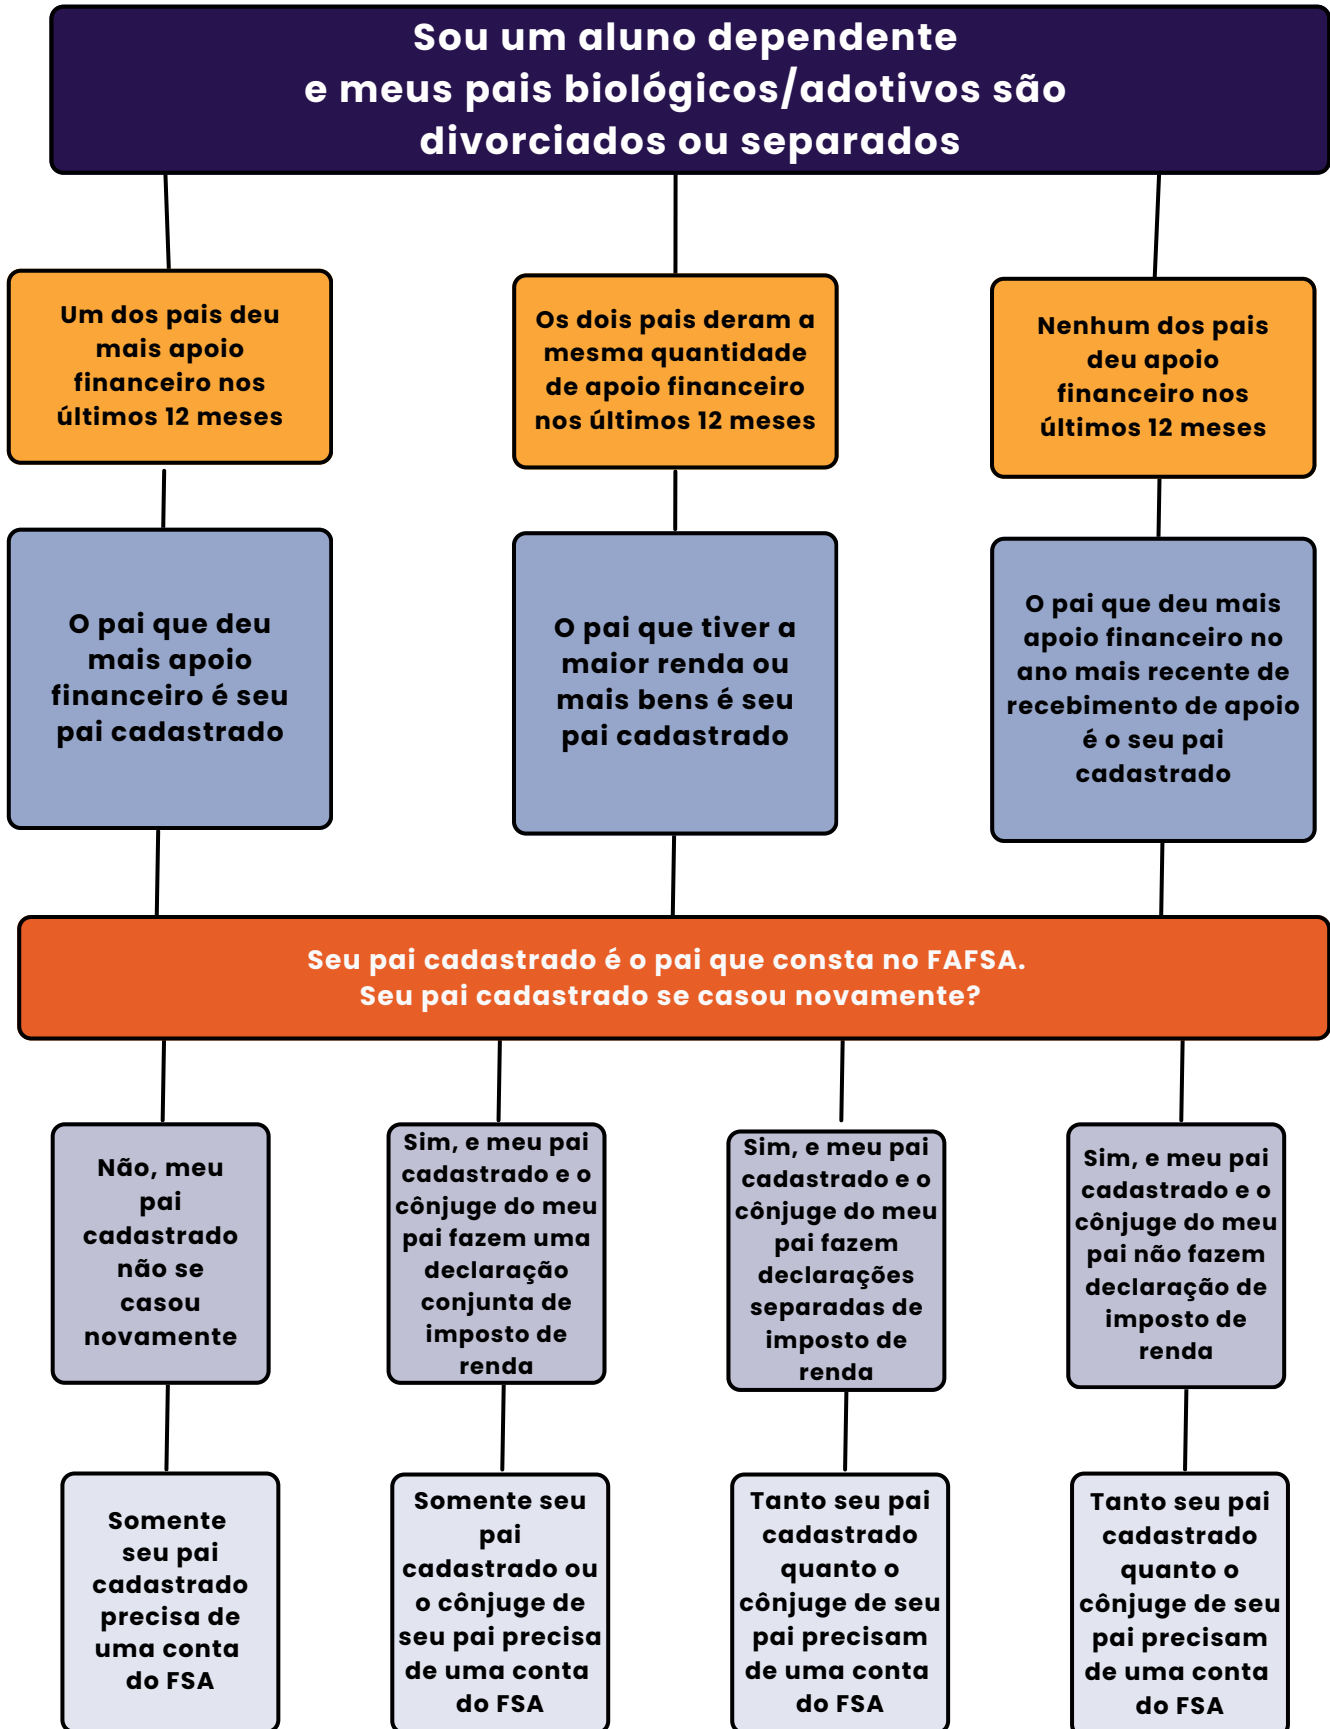 Sou um aluno dependente
e meus pais biológicos/adotivos são
divorciados ou separados
Um dos pais deu
mais apoio
financeiro nos
últimos 12 meses
Os dois pais deram a
mesma quantidade
de apoio financeiro
nos últimos 12 meses
Nenhum dos pais
deu apoio
financeiro nos
últimos 12 meses
O pai que deu
mais apoio
financeiro é seu
pai cadastrado
O pai que tiver a
maior renda ou
mais bens é seu
pai cadastrado
O pai que deu mais
apoio financeiro no
ano mais recente de
recebimento de apoio
é o seu pai
cadastrado
Seu pai cadastrado é o pai que consta no FAFSA.
Seu pai cadastrado se casou novamente?
Não, meu
pai
cadastrado
não se
casou
novamente
Sim, e meu pai
cadastrado e o
cônjuge do meu
pai fazem uma
declaração
conjunta de
imposto de
renda
Sim, e meu pai
cadastrado e o
cônjuge do meu
pai fazem
declarações
separadas de
imposto de
renda
Sim, e meu pai
cadastrado e o
cônjuge do meu
pai não fazem
declaração de
imposto de
renda
Somente
seu pai
cadastrado
precisa de
uma conta
do FSA
Somente seu
pai
cadastrado ou
o cônjuge de
seu pai precisa
de uma conta
do FSA
Tanto seu pai
cadastrado
quanto o
cônjuge de seu
pai precisam
de uma conta
do FSA
Tanto seu pai
cadastrado
quanto o
cônjuge de seu
pai precisam
de uma conta
do FSA